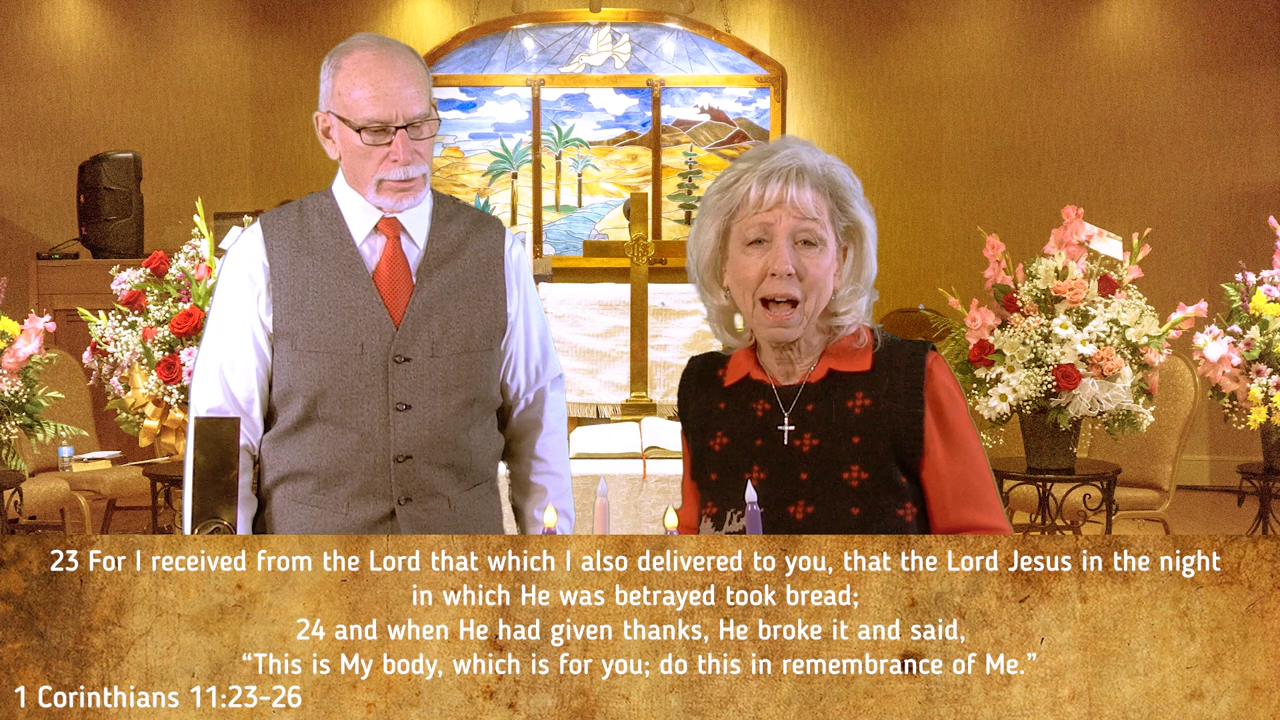 23 For I received from the Lord that which I also delivered to you, that the Lord Jesus in the night
in which He was betrayed took bread;
24 and when He had given thanks, He broke it and said,
“This is My body, which is for you; do this in remembrance of Me.”
1 Corinthians 11:23-26